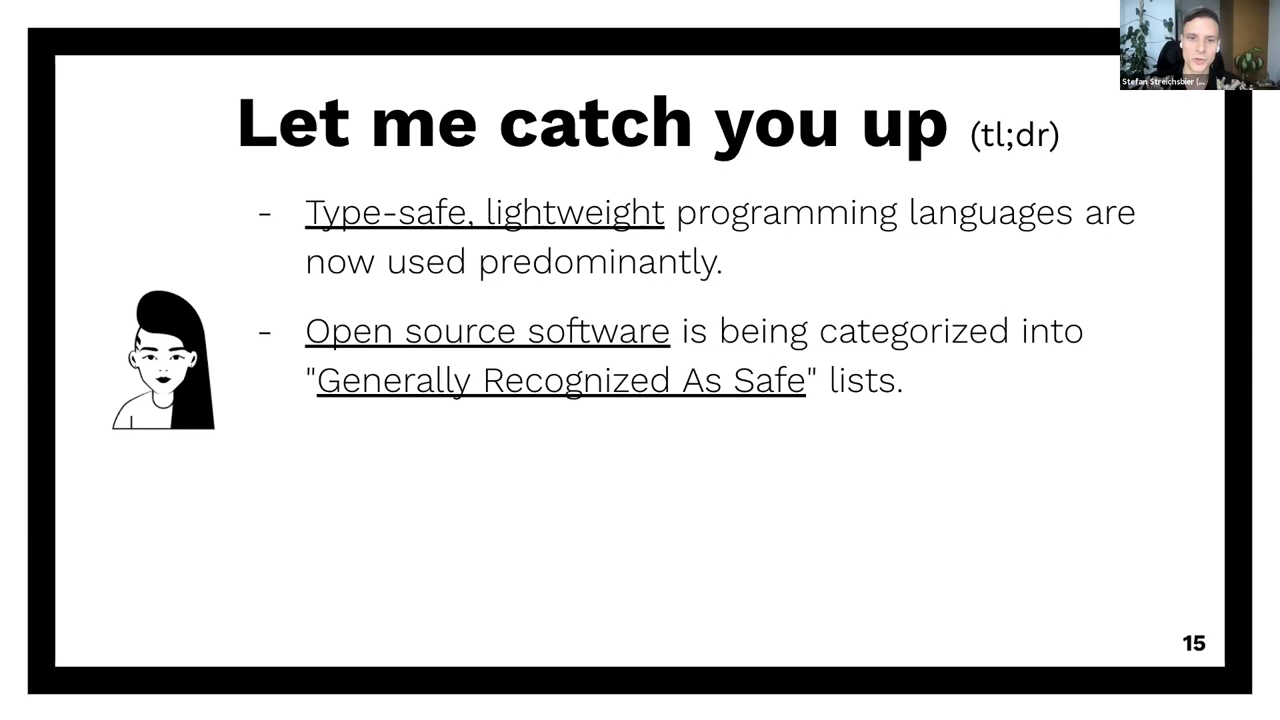 Stefan Streichsbier (...
Let me catch you up (tl;dr)
- Type-safe, lightweight programming languages are
now used predominantly.
- Open source software is being categorized into
"Generally Recognized As Safe" lists.
15